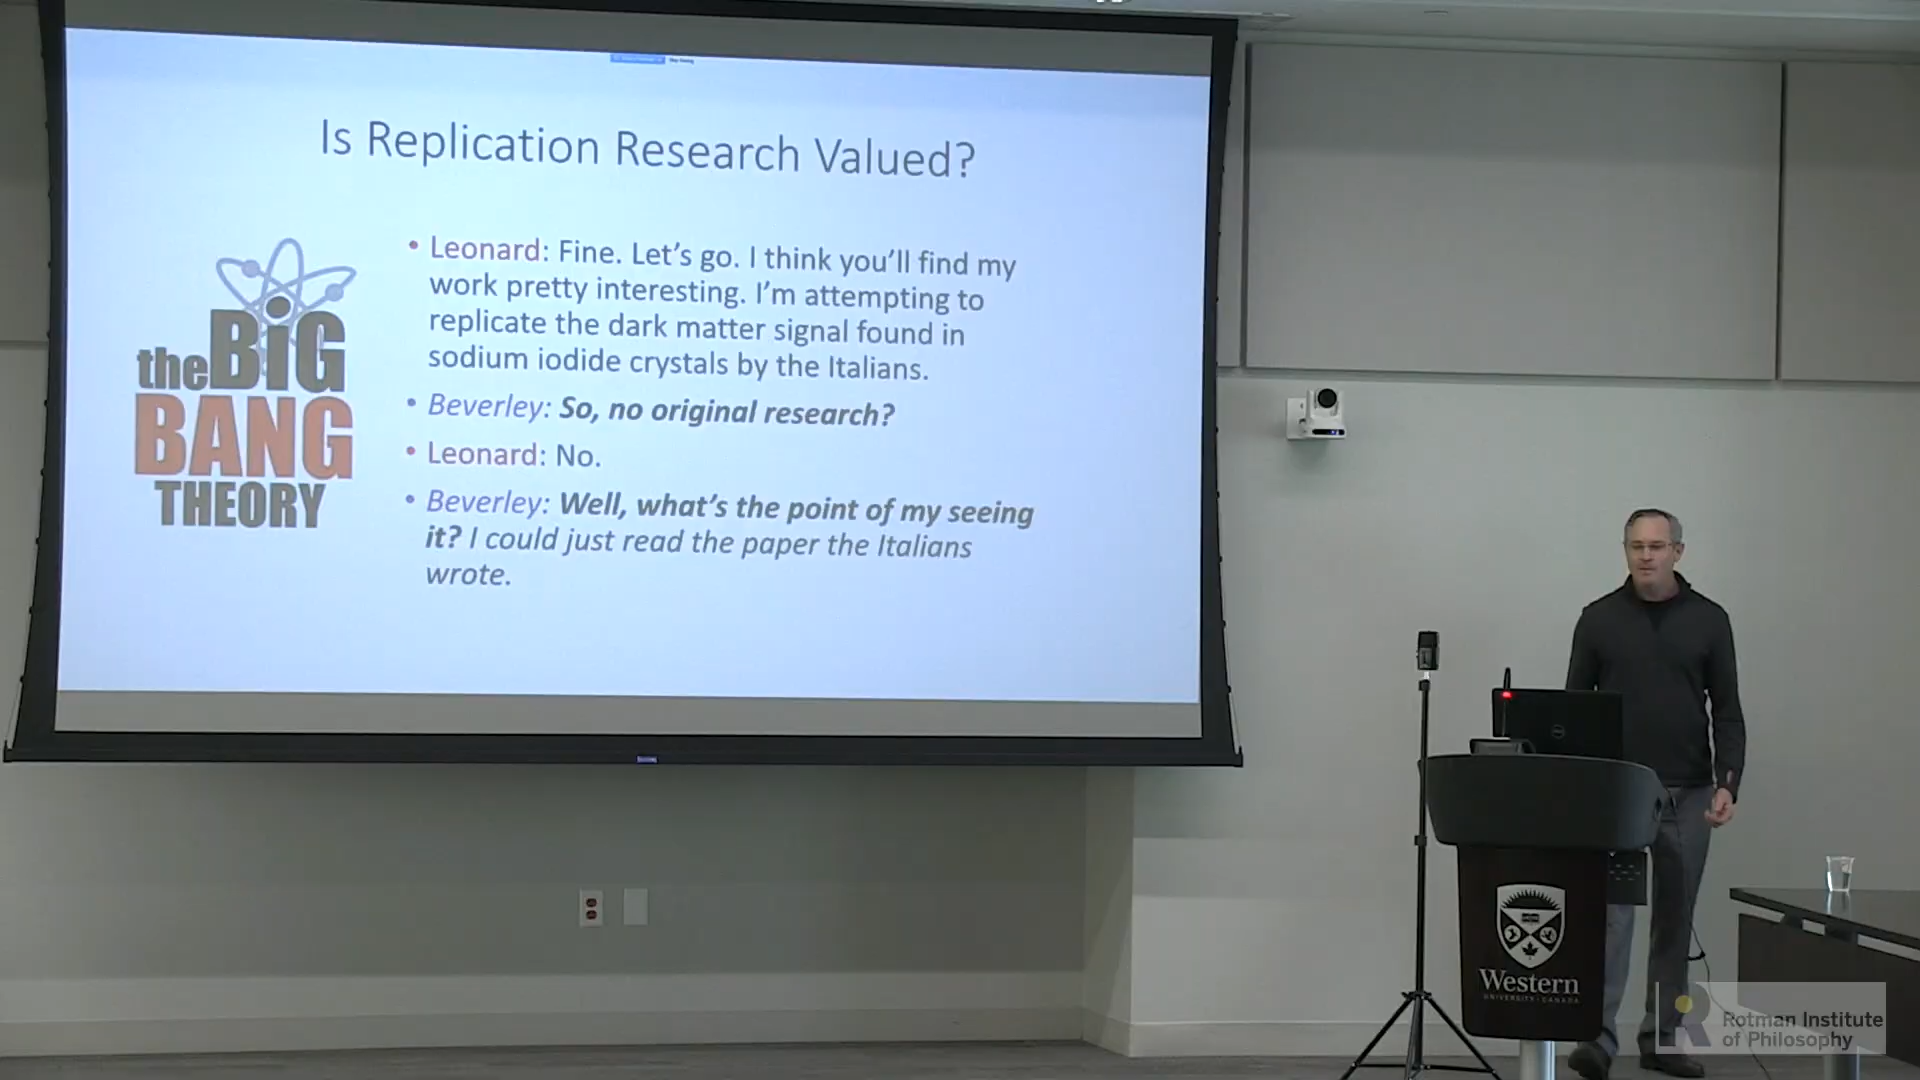 Is Replication Research Valued?
• Leonard: Fine. Let's go. I think you'll find my
work pretty interesting. I'm attempting to
replicate the dark matter signal found in
sodium iodide crystals by the Italians.
• Beverley: So, no original research?
• Leonard: No.
• Beverley: Well, what's the point of my seeing
it? I could just read the paper the Italians
wrote.
the BiG
BANG
THEORY
Western
UNIVERSITY · CANADA
Rotman Institute
of Philosophy